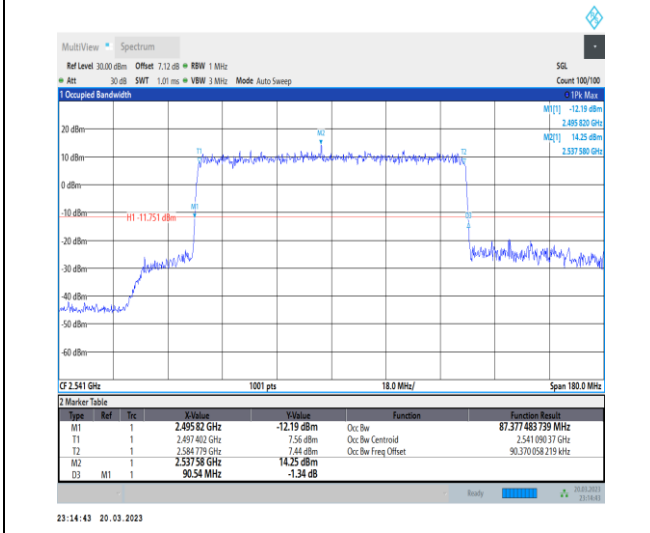 MultiView Spectrum
Ref Level 30.00 dBm Offset 7.12 dB RBW 1 MHz SGL
Att 30 dB SWT 1.01 ms VBW 3 MHz Mode Auto Sweep Count 100/100
1 Occupied Bandwidth 1Pk Max
M1[1] -12.19 dBm
2.495 820 GHz
M2[1] 14.25 dBm
2.537 580 GHz
20 dBm
M2
10 dBm
T1
T2
0 dBm
-10 dBm
M1
H1 -11.751 dBm
D3
-20 dBm
-30 dBm
-40 dBm
-50 dBm
-60 dBm
CF 2.541 GHz 1001 pts 18.0 MHz/ Span 180.0 MHz
2 Marker Table
Type Ref Trc X-Value Y-Value Function Function Result
M1 1 2.495 82 GHz -12.19 dBm Occ Bw 87.377 483 739 MHz
T1 1 2.497 402 GHz 7.56 dBm Occ Bw Centroid 2.541 090 37 GHz
T2 1 2.584 779 GHz 7.44 dBm Occ Bw Freq Offset 90.370 058 219 kHz
M2 1 2.537 58 GHz 14.25 dBm
D3 M1 1 90.54 MHz -1.34 dB
Ready 20.03.2023
23:14:43
23:14:43 20.03.2023